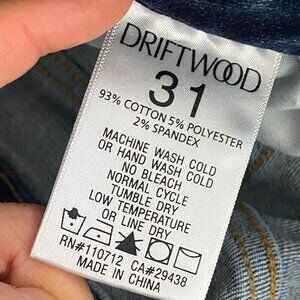 DRIFTWOOD
31
93% COTTON 5% POLYESTER
2% SPANDEX
MACHINE WASH COLD
OR HAND WASH COLD
NO BLEACH
NORMAL CYCLE
TUMBLE DRY
LOW TEMPERATURE
OR LINE DRY
RN#110712 CA#29438
MADE IN CHINA